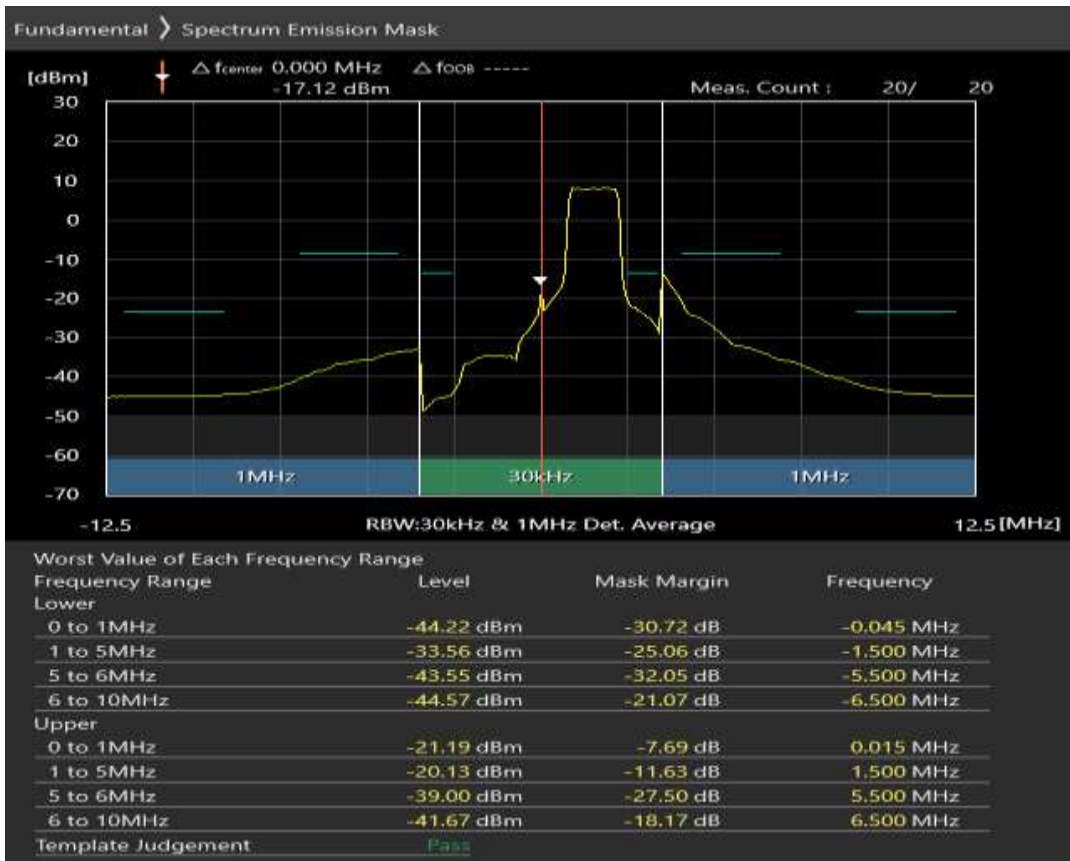 Fundamental 〉 Spectrum Emission Mask
[dBm] △ fcenter 0.000 MHz △ fOOB -----
-17.12 dBm Meas. Count : 20/ 20
30
20
10
0
-10
-20
-30
-40
-50
-60
1MHz 30kHz 1MHz
-70
-12.5 RBW:30kHz & 1MHz Det. Average 12.5 [MHz]
Worst Value of Each Frequency Range
Frequency Range Level Mask Margin Frequency
Lower
0 to 1MHz -44.22 dBm -30.72 dB -0.045 MHz
1 to 5MHz -33.56 dBm -25.06 dB -1.500 MHz
5 to 6MHz -43.55 dBm -32.05 dB -5.500 MHz
6 to 10MHz -44.57 dBm -21.07 dB -6.500 MHz
Upper
0 to 1MHz -21.19 dBm -7.69 dB 0.015 MHz
1 to 5MHz -20.13 dBm -11.63 dB 1.500 MHz
5 to 6MHz -39.00 dBm -27.50 dB 5.500 MHz
6 to 10MHz -41.67 dBm -18.17 dB 6.500 MHz
Template Judgement Pass